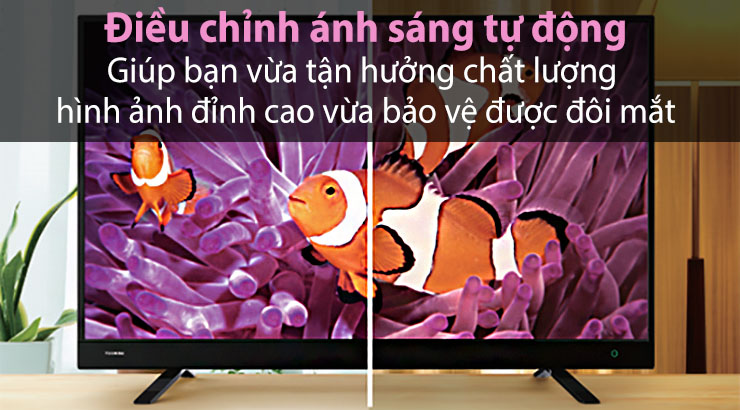 Điều chỉnh ánh sáng tự động
Giúp bạn vừa tận hưởng chất lượng
hình ảnh đỉnh cao vừa bảo vệ được đôi mắt
TOSHIBA